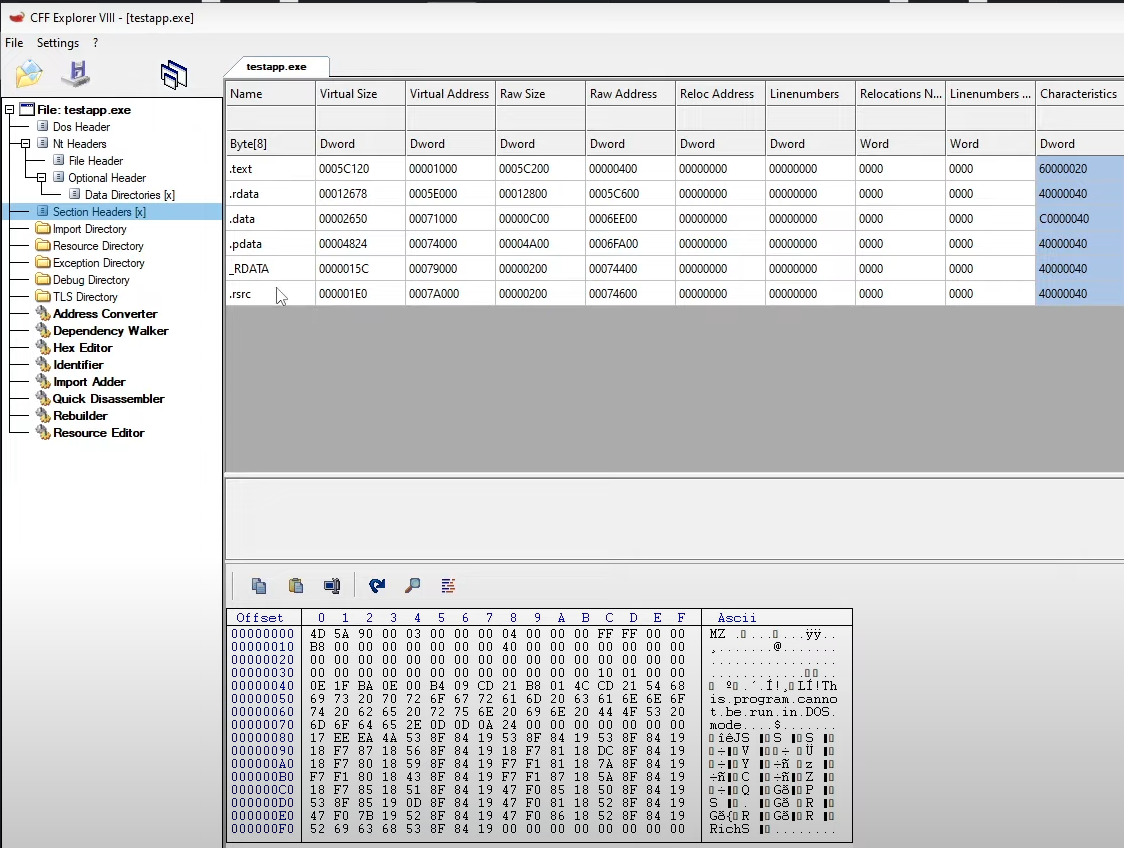 CFF Explorer VIII - [testapp.exe]
File Settings ?
testapp.exe
File: testapp.exe
Dos Header
Nt Headers
File Header
Optional Header
Data Directories [x]
Section Headers [x]
Import Directory
Resource Directory
Exception Directory
Debug Directory
TLS Directory
Address Converter
Dependency Walker
Hex Editor
Identifier
Import Adder
Quick Disassembler
Rebuilder
Resource Editor
Name Virtual Size Virtual Address Raw Size Raw Address Reloc Address Linenumbers Relocations N... Linenumbers ... Characteristics
Byte[8] Dword Dword Dword Dword Dword Dword Word Word Dword
.text 0005C120 00001000 0005C200 00000400 00000000 00000000 0000 0000 60000020
.rdata 00012678 0005E000 00012800 0005C600 00000000 00000000 0000 0000 40000040
.data 00002650 00071000 00000C00 0006EE00 00000000 00000000 0000 0000 C0000040
.pdata 00004824 00074000 00004A00 0006FA00 00000000 00000000 0000 0000 40000040
_RDATA 0000015C 00079000 00000200 00074400 00000000 00000000 0000 0000 40000040
.rsrc 000001E0 0007A000 00000200 00074600 00000000 00000000 0000 0000 40000040
Offset 0 1 2 3 4 5 6 7 8 9 A B C D E F Ascii
00000000 4D 5A 90 00 03 00 00 00 04 00 00 00 FF FF 00 00 MZ
00000010 B8 00 00 00 00 00 00 00 40 00 00 00 00 00 00 00 ¸.......@.......
00000020 00 00 00 00 00 00 00 00 00 00 00 00 00 00 00 00 ................
00000030 00 00 00 00 00 00 00 00 00 00 00 00 10 01 00 00
00000040 0E 1F BA 0E 00 B4 09 CD 21 B8 01 4C CD 21 54 68 LÍ!Th
00000050 69 73 20 70 72 6F 67 72 61 6D 20 63 61 6E 6E 6F is.program.canno
00000060 74 20 62 65 20 72 75 6E 20 69 6E 20 44 4F 53 20 t.be.run.in.DOS.
00000070 6D 6F 64 65 2E 0D 0D 0A 24 00 00 00 00 00 00 00 mode....$.......
00000080 17 EE EA 4A 53 8F 84 19 53 8F 84 19 53 8F 84 19 îêJS
00000090 18 F7 87 18 56 8F 84 19 18 F7 81 18 DC 8F 84 19
000000A0 18 F7 80 18 59 8F 84 19 F7 F1 81 18 7A 8F 84 19
000000B0 F7 F1 80 18 43 8F 84 19 F7 F1 87 18 5A 8F 84 19
000000C0 18 F7 85 18 51 8F 84 19 47 F0 85 18 50 8F 84 19
000000D0 53 8F 85 19 0D 8F 84 19 47 F0 81 18 52 8F 84 19
000000E0 47 F0 7B 19 52 8F 84 19 47 F0 86 18 52 8F 84 19
000000F0 52 69 63 68 53 8F 84 19 00 00 00 00 00 00 00 00 RichS